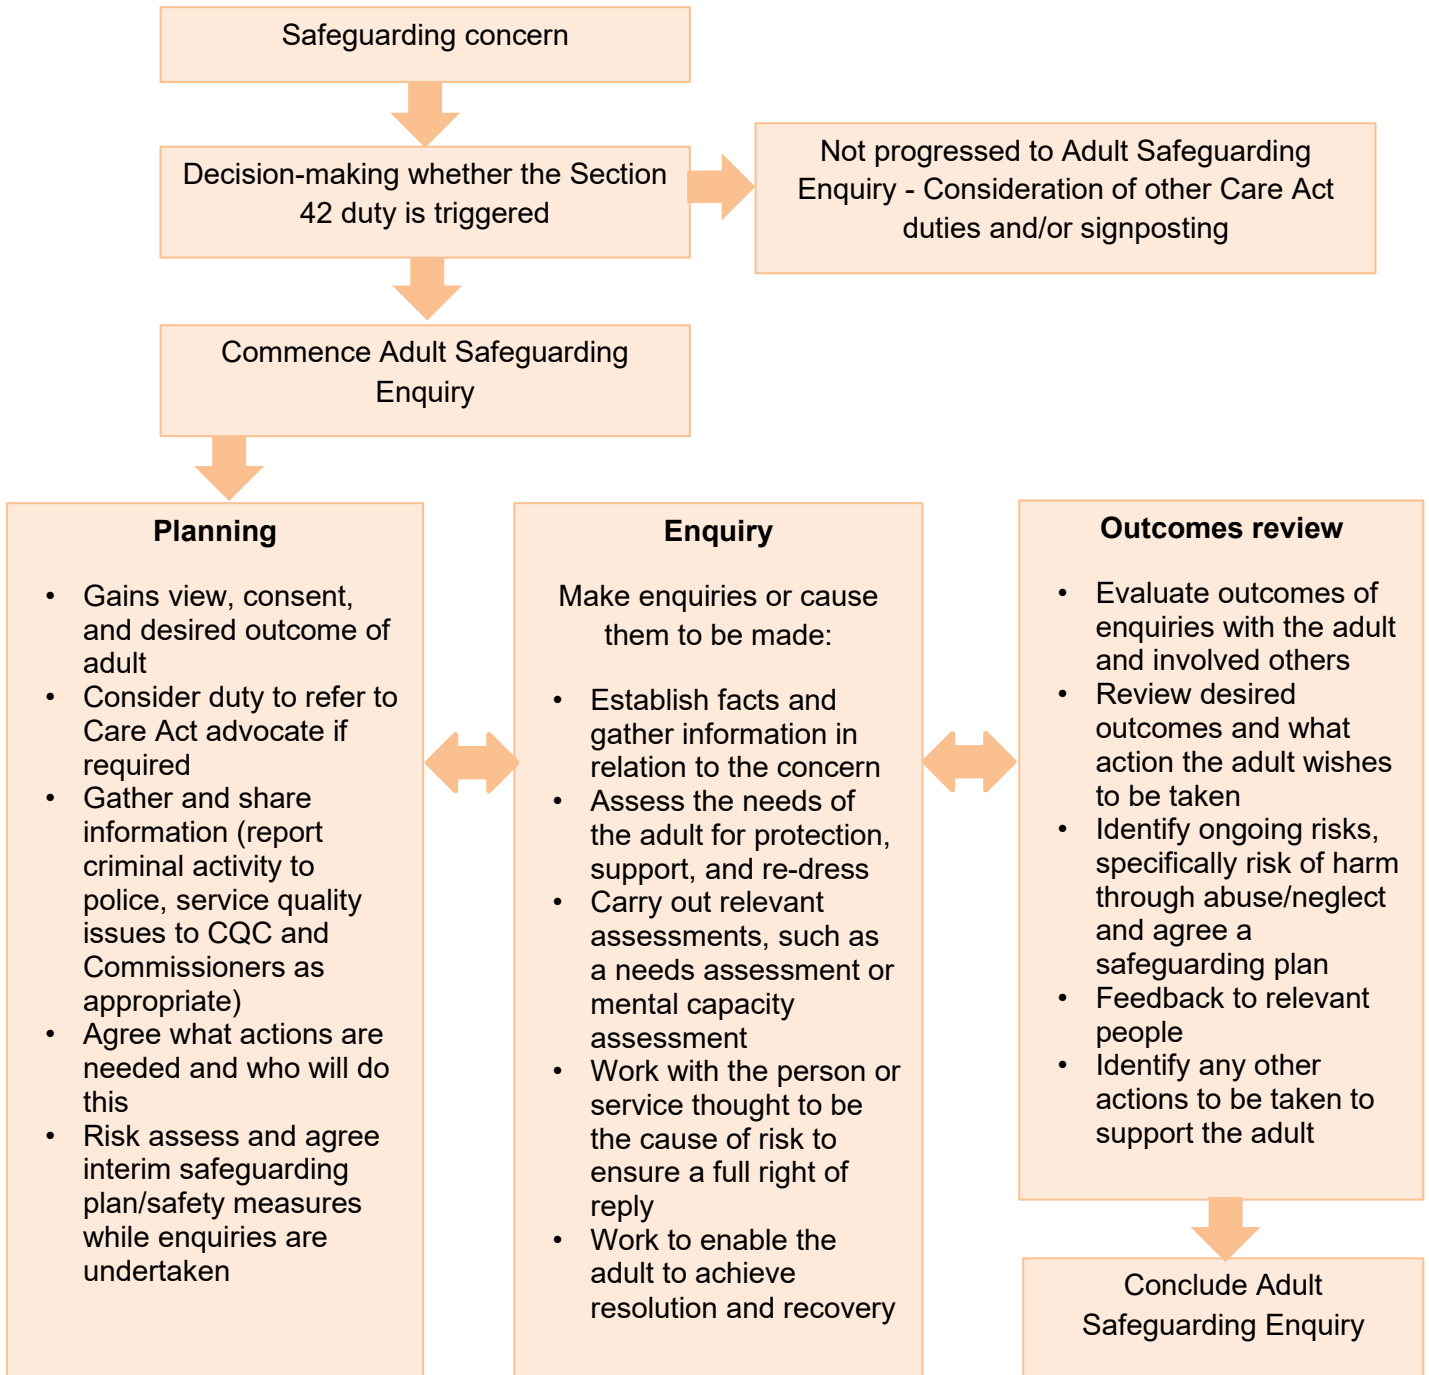 Safeguarding concern
Decision-making whether the Section
42 duty is triggered
Not progressed to Adult Safeguarding
Enquiry - Consideration of other Care Act
duties and/or signposting
Commence Adult Safeguarding
Enquiry
Planning
• Gains view, consent,
and desired outcome of
adult
• Consider duty to refer to
Care Act advocate if
required
• Gather and share
information (report
criminal activity to
police, service quality
issues to CQC and
Commissioners as
appropriate)
• Agree what actions are
needed and who will do
this
• Risk assess and agree
interim safeguarding
plan/safety measures
while enquiries are
undertaken
Enquiry
Make enquiries or cause
them to be made:
• Establish facts and
gather information in
relation to the concern
• Assess the needs of
the adult for protection,
support, and re-dress
• Carry out relevant
assessments, such as
a needs assessment or
mental capacity
assessment
• Work with the person or
service thought to be
the cause of risk to
ensure a full right of
reply
• Work to enable the
adult to achieve
resolution and recovery
Outcomes review
• Evaluate outcomes of
enquiries with the adult
and involved others
• Review desired
outcomes and what
action the adult wishes
to be taken
• Identify ongoing risks,
specifically risk of harm
through abuse/neglect
and agree a
safeguarding plan
• Feedback to relevant
people
• Identify any other
actions to be taken to
support the adult
Conclude Adult
Safeguarding Enquiry